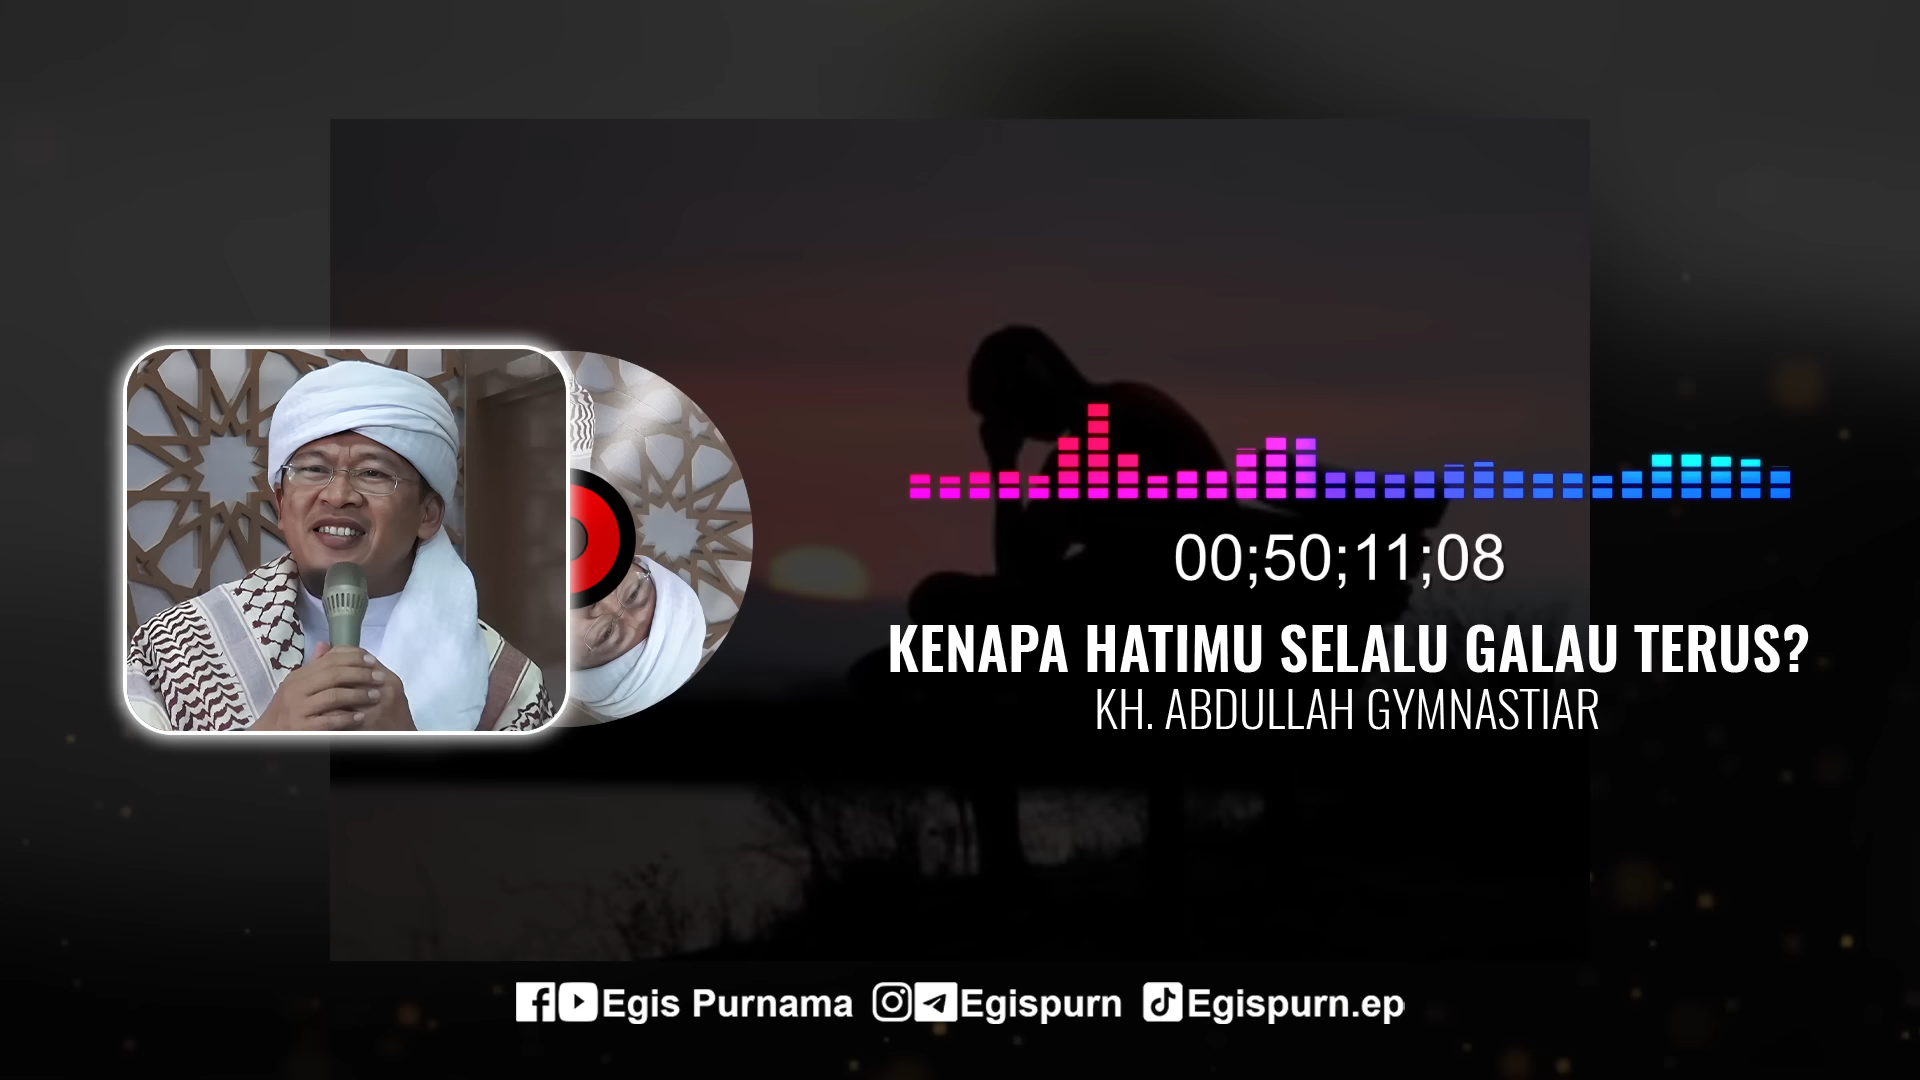 00;50;11;08
KENAPA HATIMU SELALU GALAU TERUS?
KH. ABDULLAH GYMNASTIAR
Egis Purnama Egispurn Egispurn.ep